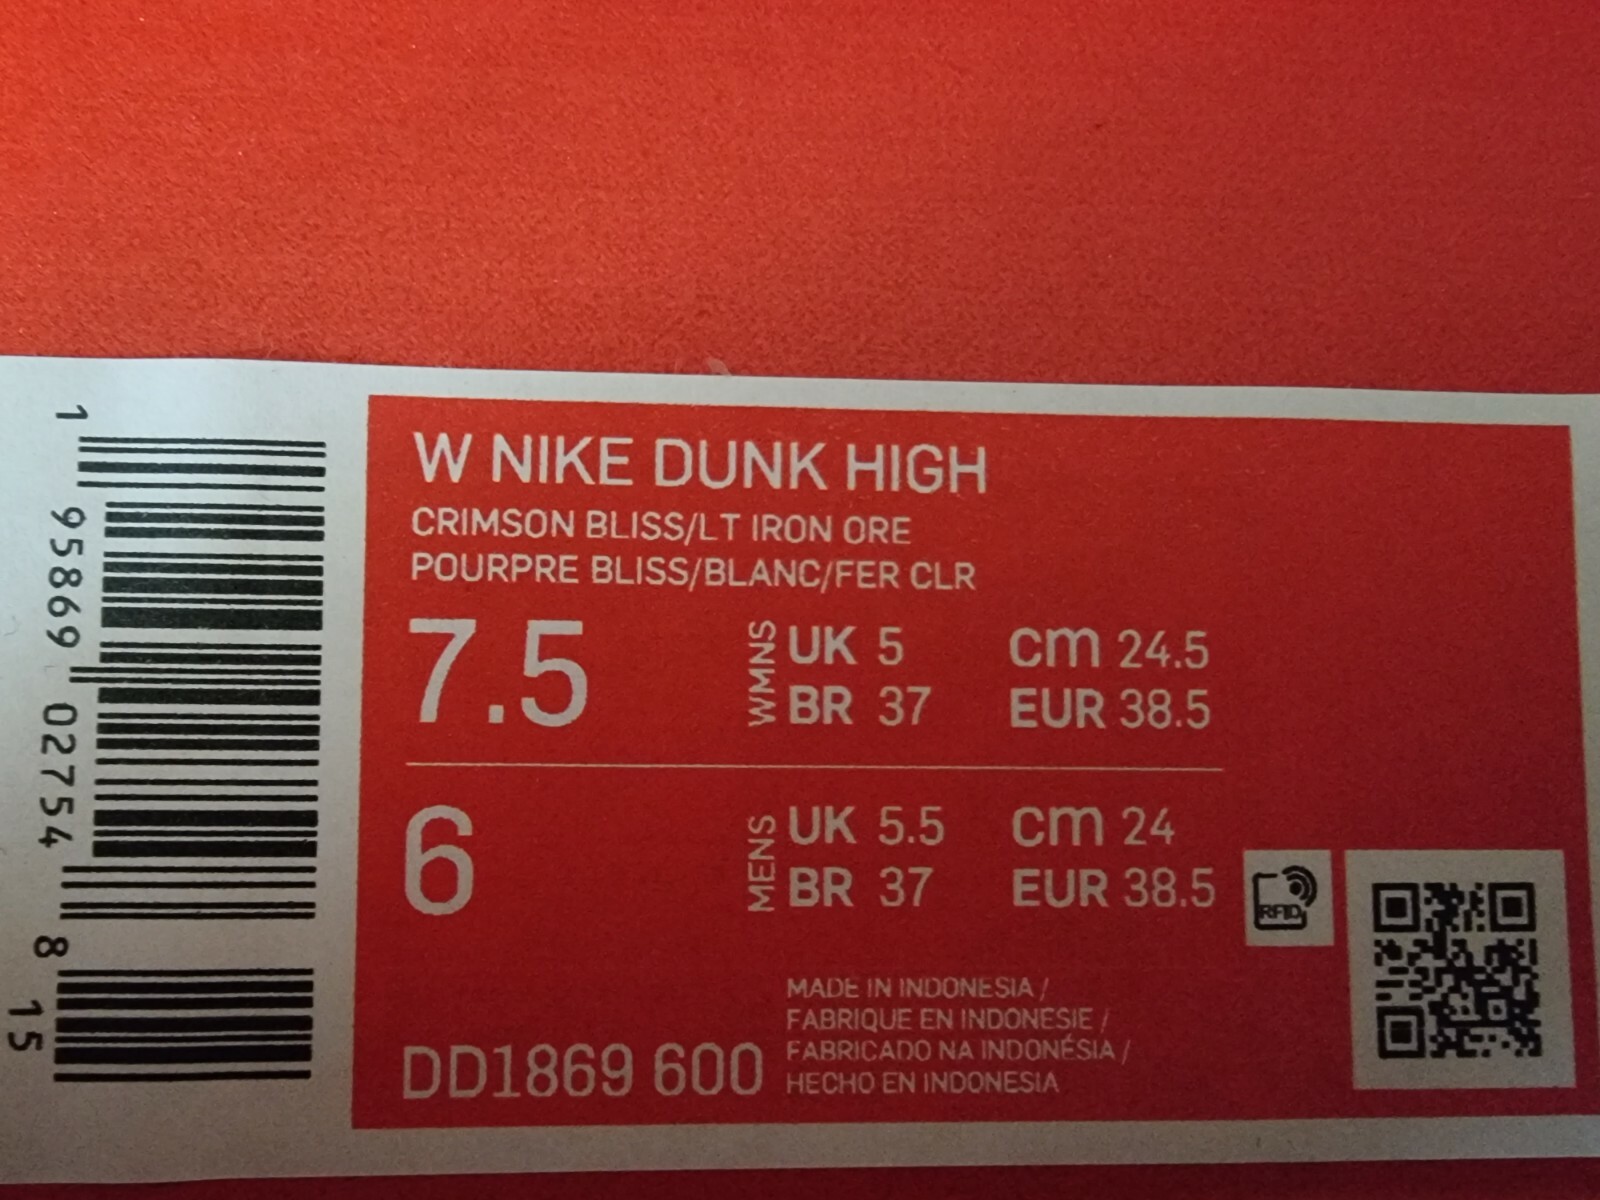 1 95869 02754 8 15
W NIKE DUNK HIGH
CRIMSON BLISS/LT IRON ORE
POURPRE BLISS/BLANC/FER CLR
7.5 WMNS UK 5 cm 24.5
BR 37 EUR 38.5
6 MENS UK 5.5 cm 24
BR 37 EUR 38.5
RFID
MADE IN INDONESIA /
FABRIQUE EN INDONESIE /
FABRICADO NA INDONÉSIA /
HECHO EN INDONESIA
DD1869 600